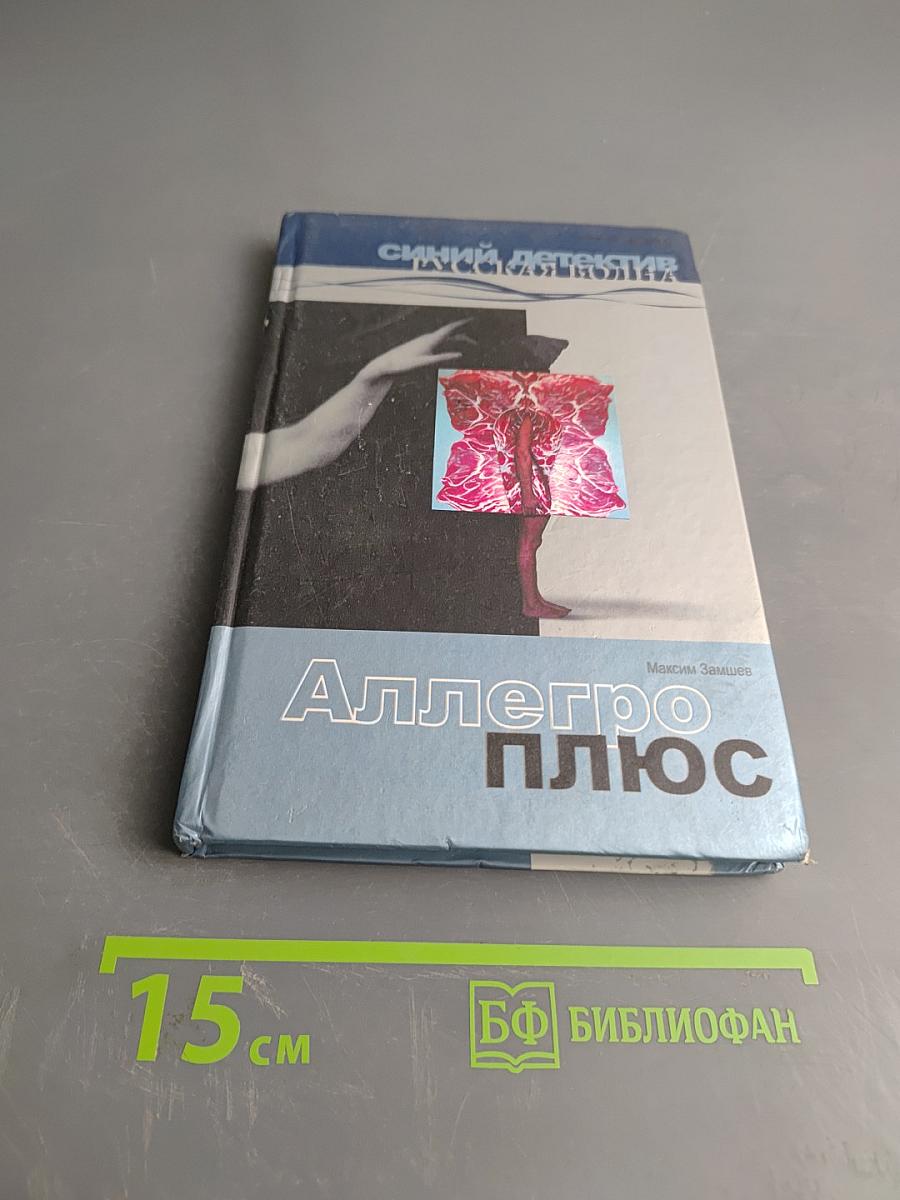 синий детектив
РУССКАЯ ВОЛНА
Максим Замшев
Аллегро
плюс
15 см
БФ БИБЛИОФАН